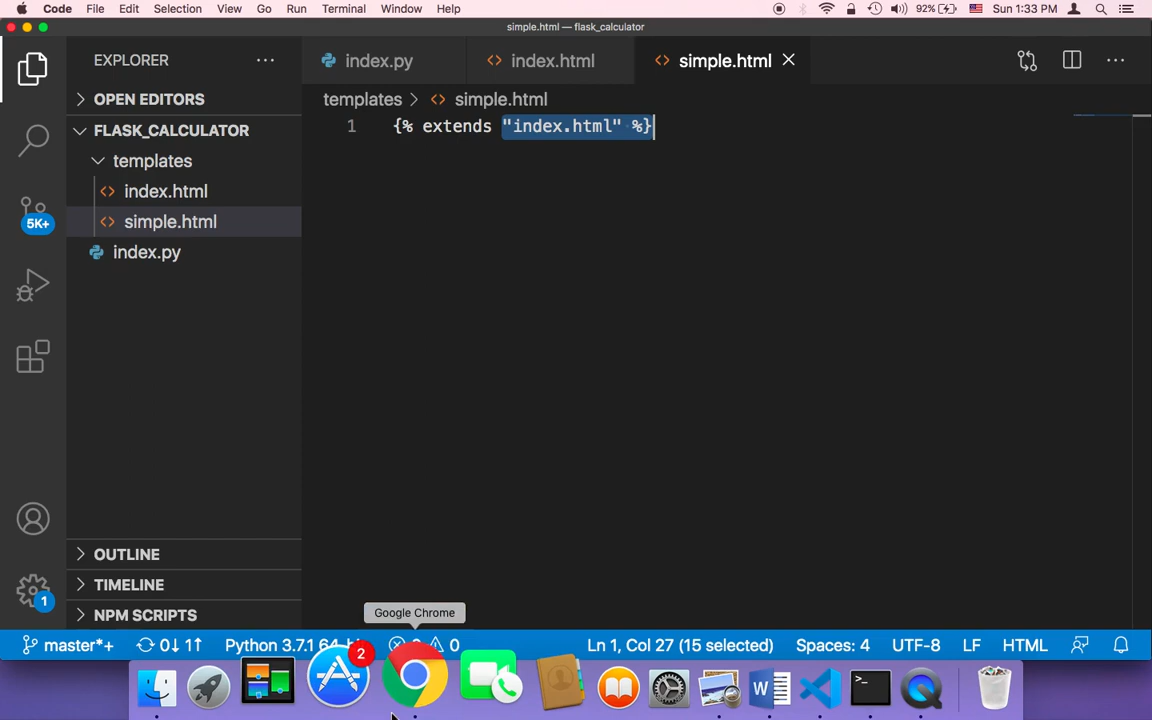 Code File Edit Selection View Go Run Terminal Window Help 92% Sun 1:33 PM
simple.html — flask_calculator
EXPLORER
index.py index.html simple.html
OPEN EDITORS
templates > simple.html
FLASK_CALCULATOR
1 {% extends "index.html" %}
templates
index.html
simple.html
5K+
index.py
OUTLINE
TIMELINE
1
NPM SCRIPTS
Google Chrome
master*+ 0↓ 1↑ Python 3.7.1 64-b 0 Ln 1, Col 27 (15 selected) Spaces: 4 UTF-8 LF HTML
2
W
>_